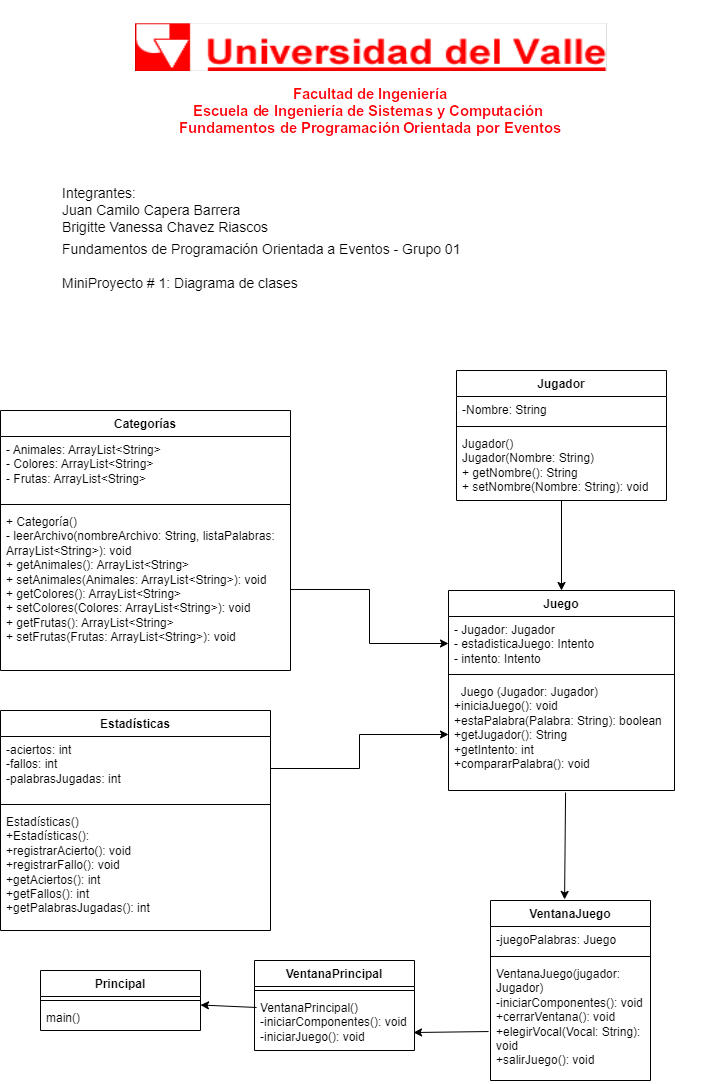 Universidad del Valle
Facultad de Ingeniería
Escuela de Ingeniería de Sistemas y Computación
Fundamentos de Programación Orientada por Eventos
Integrantes:
Juan Camilo Capera Barrera
Brigitte Vanessa Chavez Riascos
Fundamentos de Programación Orientada a Eventos - Grupo 01
MiniProyecto # 1: Diagrama de clases
Jugador
-Nombre: String
Jugador()
Jugador(Nombre: String)
+ getNombre(): String
+ setNombre(Nombre: String): void
Categorías
- Animales: ArrayList<String>
- Colores: ArrayList<String>
- Frutas: ArrayList<String>
+ Categoría()
- leerArchivo(nombreArchivo: String, listaPalabras:
ArrayList<String>): void
+ getAnimales(): ArrayList<String>
+ setAnimales(Animales: ArrayList<String>): void
+ getColores(): ArrayList<String>
+ setColores(Colores: ArrayList<String>): void
+ getFrutas(): ArrayList<String>
+ setFrutas(Frutas: ArrayList<String>): void
Juego
- Jugador: Jugador
- estadisticaJuego: Intento
- intento: Intento
Juego (Jugador: Jugador)
+iniciaJuego(): void
+estaPalabra(Palabra: String): boolean
+getJugador(): String
+getIntento: int
+compararPalabra(): void
Estadísticas
-aciertos: int
-fallos: int
-palabrasJugadas: int
Estadísticas()
+Estadísticas():
+registrarAcierto(): void
+registrarFallo(): void
+getAciertos(): int
+getFallos(): int
+getPalabrasJugadas(): int
VentanaJuego
-juegoPalabras: Juego
VentanaJuego(jugador:
Jugador)
-iniciarComponentes(): void
+cerrarVentana(): void
+elegirVocal(Vocal: String):
void
+salirJuego(): void
VentanaPrincipal
VentanaPrincipal()
-iniciarComponentes(): void
-iniciarJuego(): void
Principal
main()